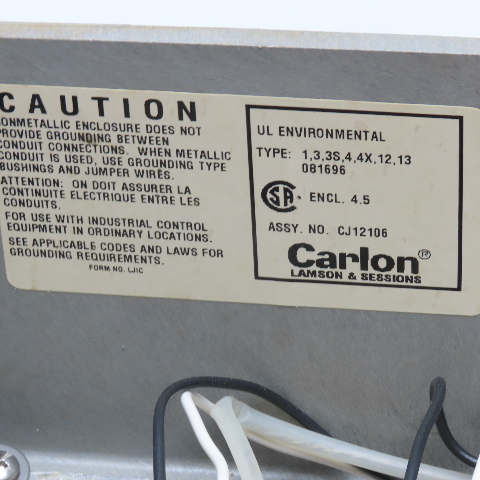 CAUTION
NONMETALLIC ENCLOSURE DOES NOT
PROVIDE GROUNDING BETWEEN
CONDUIT CONNECTIONS. WHEN METALLIC
CONDUIT IS USED, USE GROUNDING TYPE
BUSHINGS AND JUMPER WIRES.
ATTENTION: ON DOIT ASSURER LA
CONTINUITE ELECTRIQUE ENTRE LES
CONDUITS.
FOR USE WITH INDUSTRIAL CONTROL
EQUIPMENT IN ORDINARY LOCATIONS.
SEE APPLICABLE CODES AND LAWS FOR
GROUNDING REQUIREMENTS.
FORM NO. LJIC
UL ENVIRONMENTAL
TYPE: 1,3,3S,4,4X,12,13
081696
SA ENCL. 4.5
ASSY. NO. CJ12106
Carlon®
LAMSON & SESSIONS